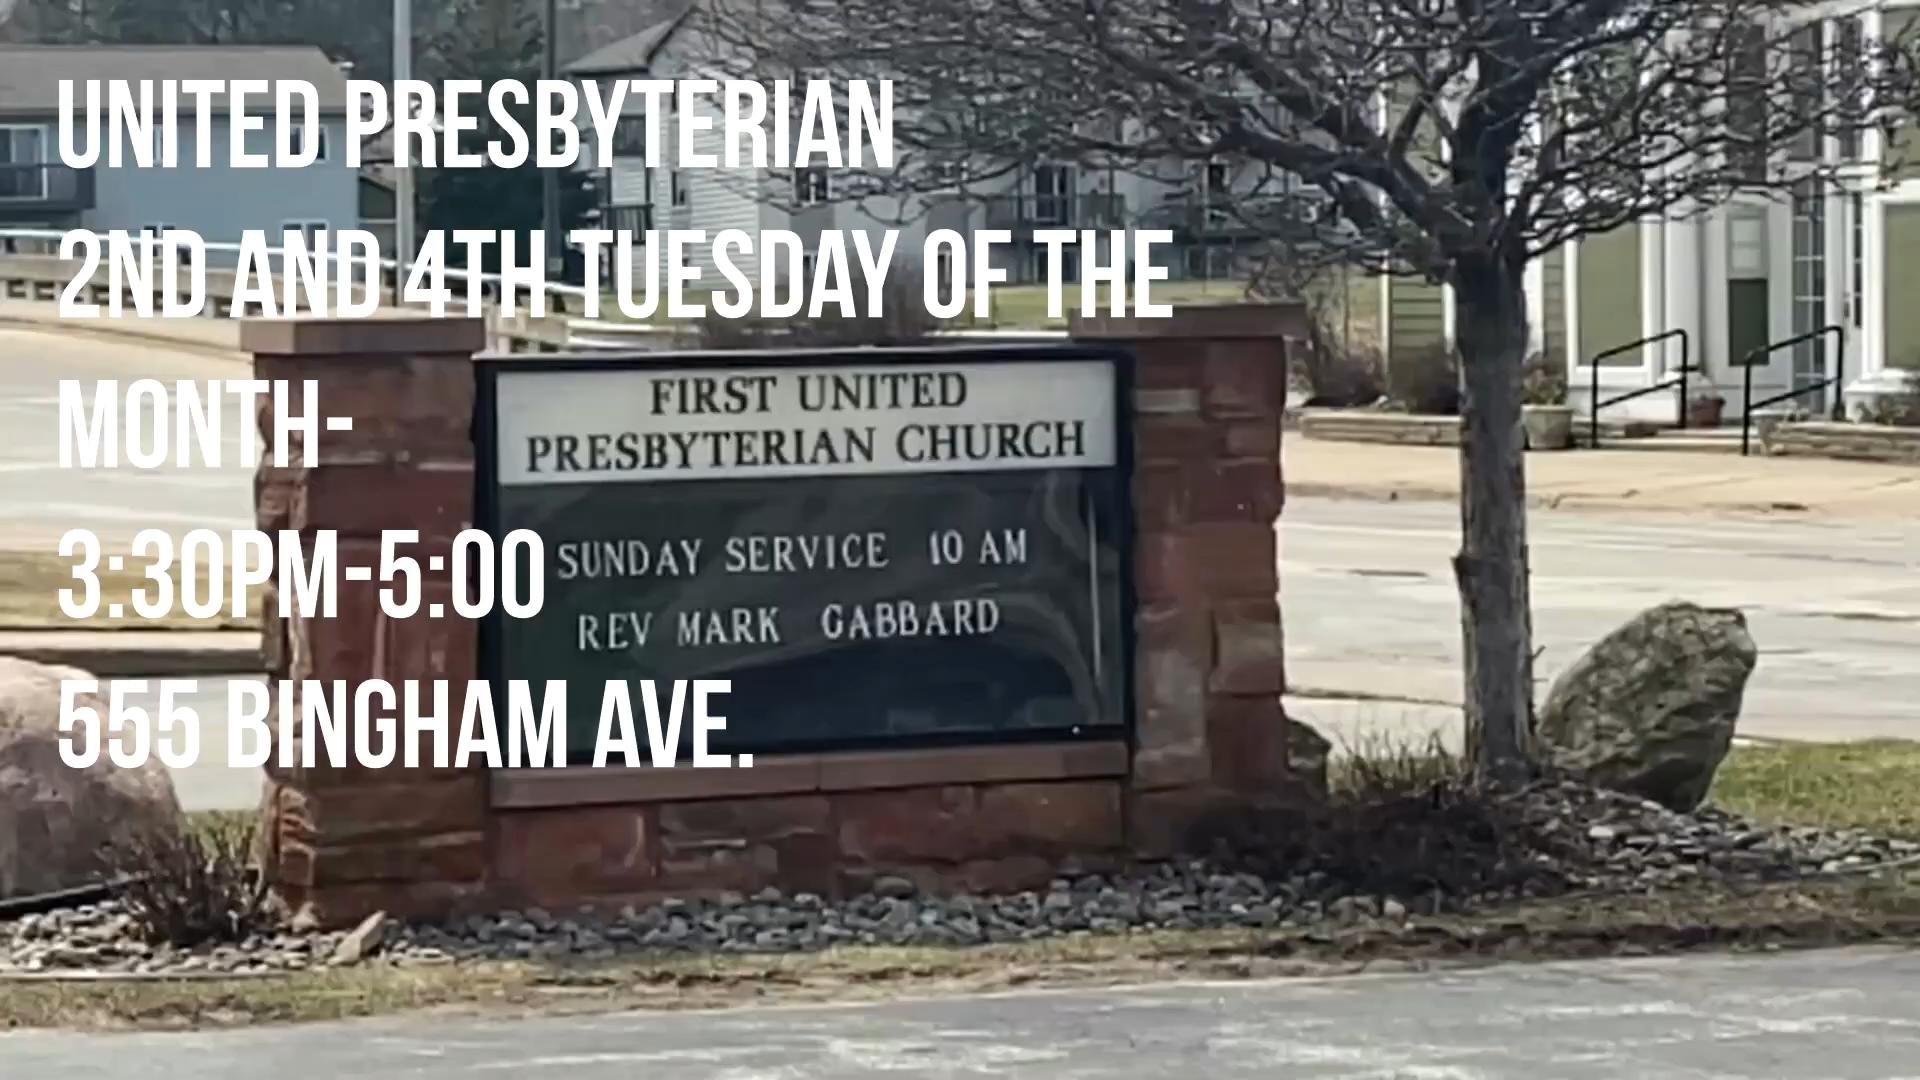 UNITED PRESBYTERIAN
2ND AND 4TH TUESDAY OF THE
MONTH-
3:30PM-5:00
555 BINGHAM AVE.
FIRST UNITED
PRESBYTERIAN CHURCH
SUNDAY SERVICE 10 AM
REV MARK GABBARD